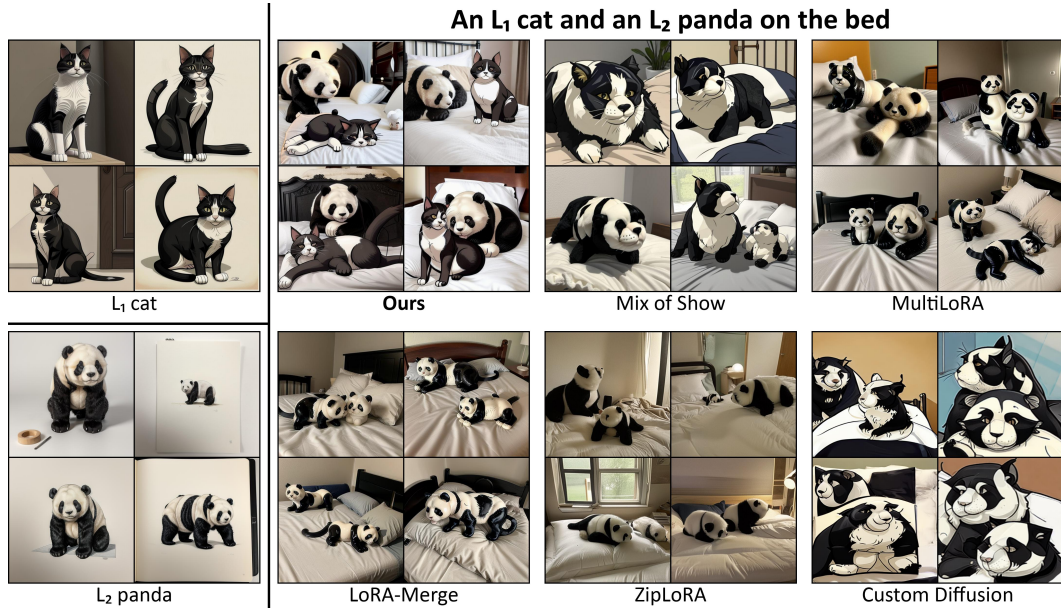 An L₁ cat and an L₂ panda on the bed
L₁ cat
Ours
Mix of Show
MultiLoRA
L₂ panda
LoRA-Merge
ZipLoRA
Custom Diffusion